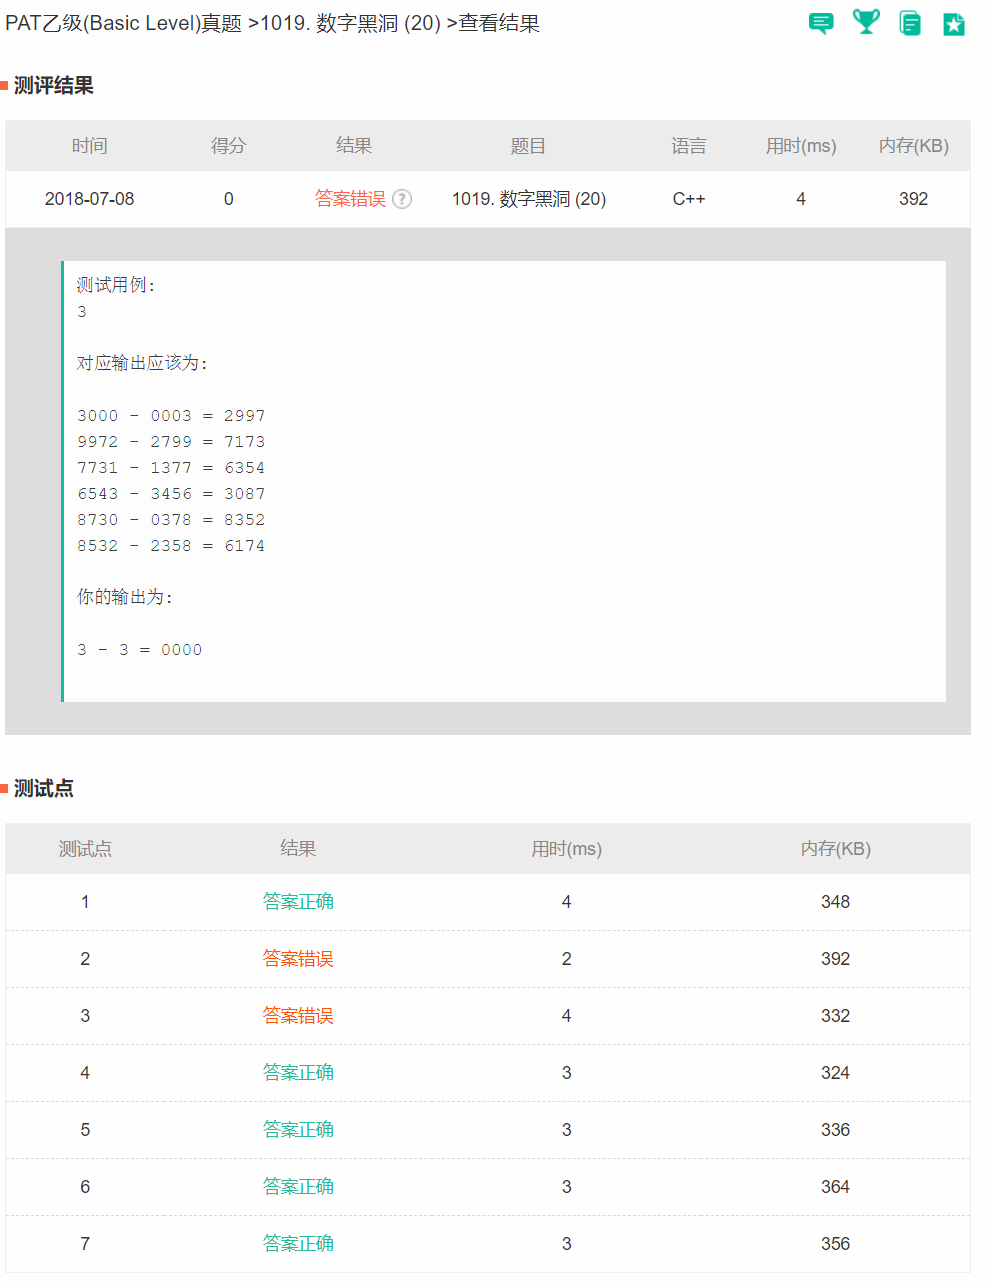 PAT乙级(Basic Level)真题 >1019. 数字黑洞 (20) >查看结果
测评结果
时间 得分 结果 题目 语言 用时(ms) 内存(KB)
2018-07-08 0 答案错误 ? 1019. 数字黑洞 (20) C++ 4 392
测试用例:
3
对应输出应该为:
3000 - 0003 = 2997
9972 - 2799 = 7173
7731 - 1377 = 6354
6543 - 3456 = 3087
8730 - 0378 = 8352
8532 - 2358 = 6174
你的输出为:
3 - 3 = 0000
测试点
测试点 结果 用时(ms) 内存(KB)
1 答案正确 4 348
2 答案错误 2 392
3 答案错误 4 332
4 答案正确 3 324
5 答案正确 3 336
6 答案正确 3 364
7 答案正确 3 356